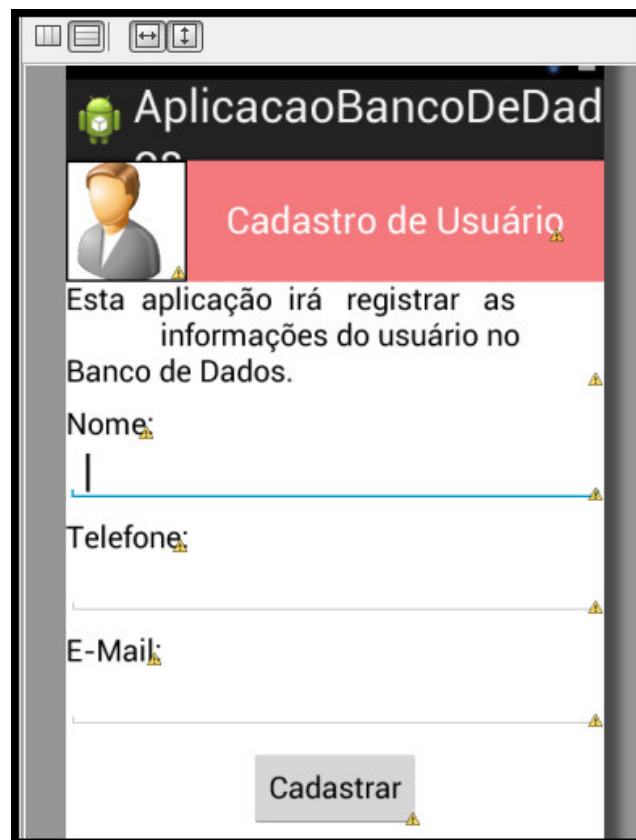 AplicacaoBancoDeDad
os
Cadastro de Usuário
Esta aplicação irá registrar as
informações do usuário no
Banco de Dados.
Nome:
Telefone:
E-Mail:
Cadastrar